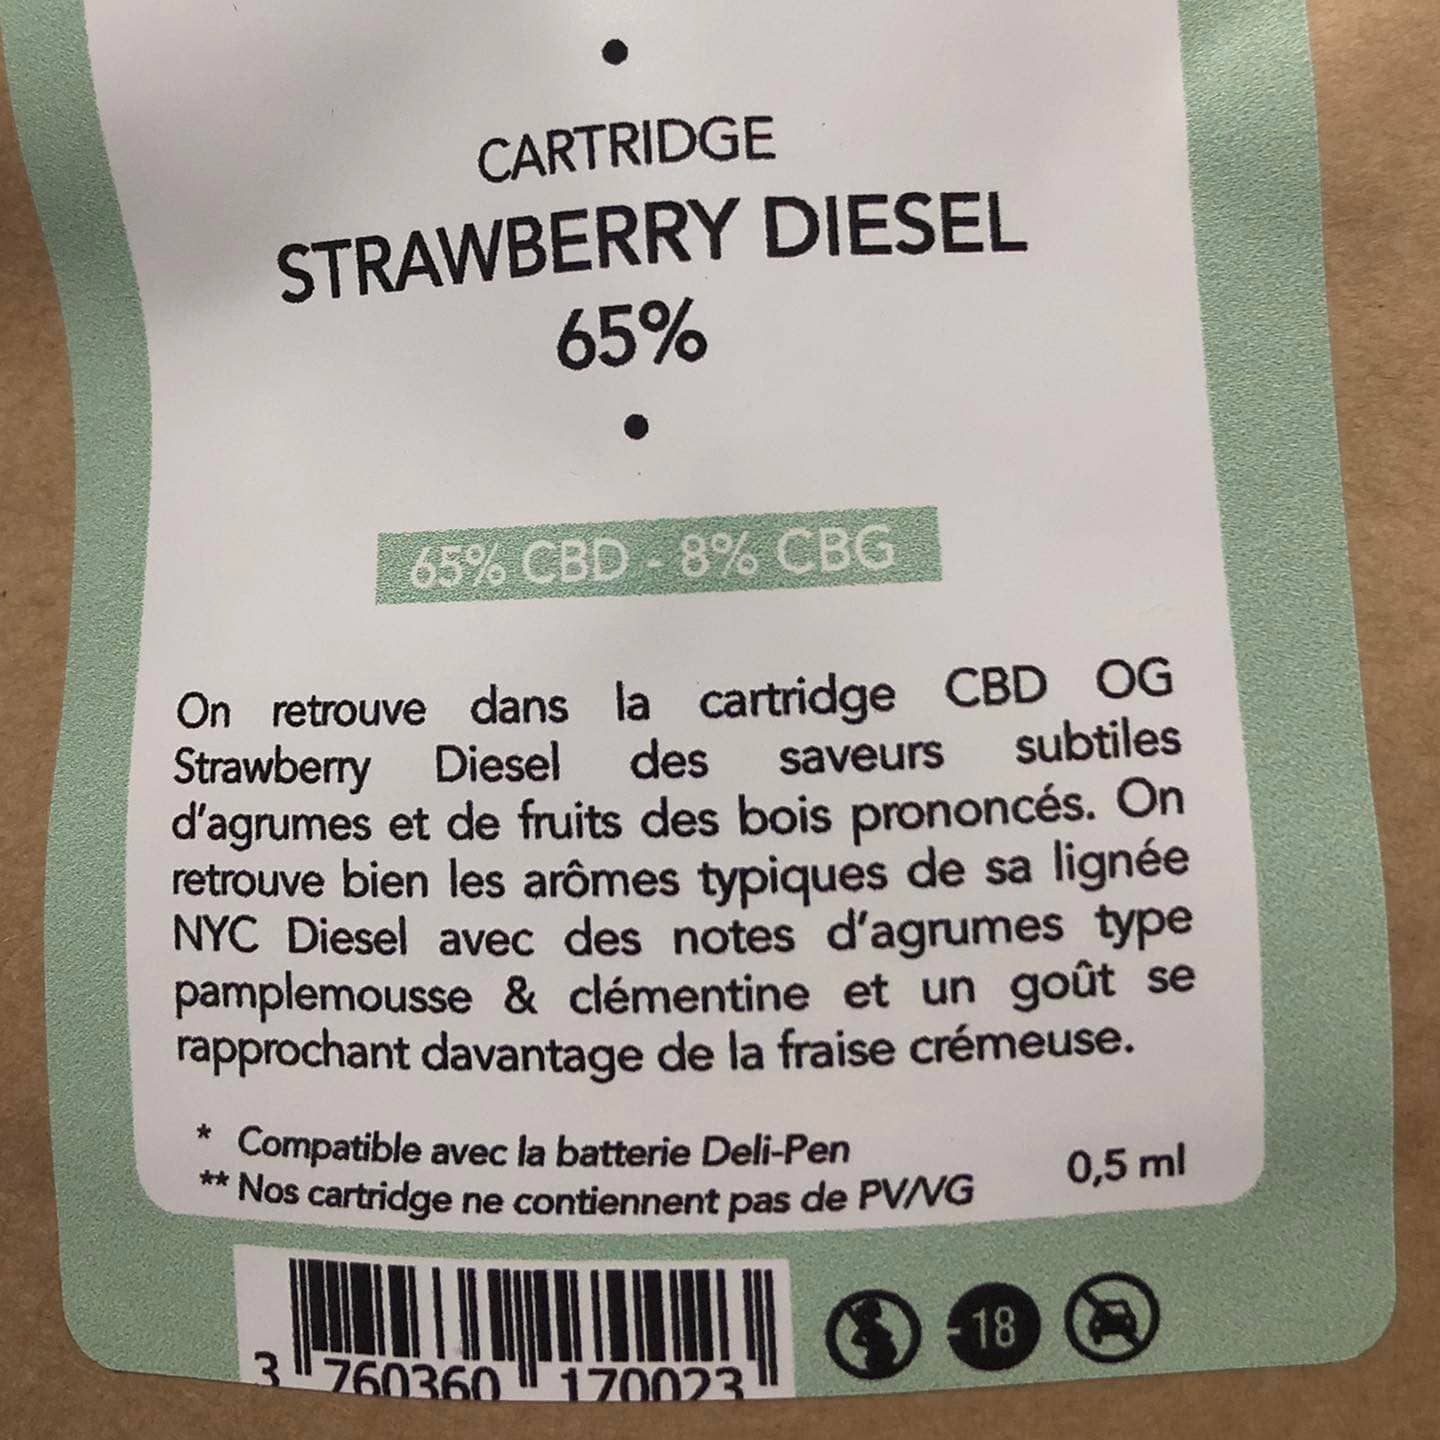 CARTRIDGE
STRAWBERRY DIESEL
65%
65% CBD - 8% CBG
On retrouve dans la cartridge CBD OG
Strawberry Diesel des saveurs subtiles
d'agrumes et de fruits des bois prononcés. On
retrouve bien les arômes typiques de sa lignée
NYC Diesel avec des notes d'agrumes type
pamplemousse & clémentine et un goût se
rapprochant davantage de la fraise crémeuse.
* Compatible avec la batterie Deli-Pen
** Nos cartridge ne contiennent pas de PV/VG
0,5 ml
3 760360 170023
-18